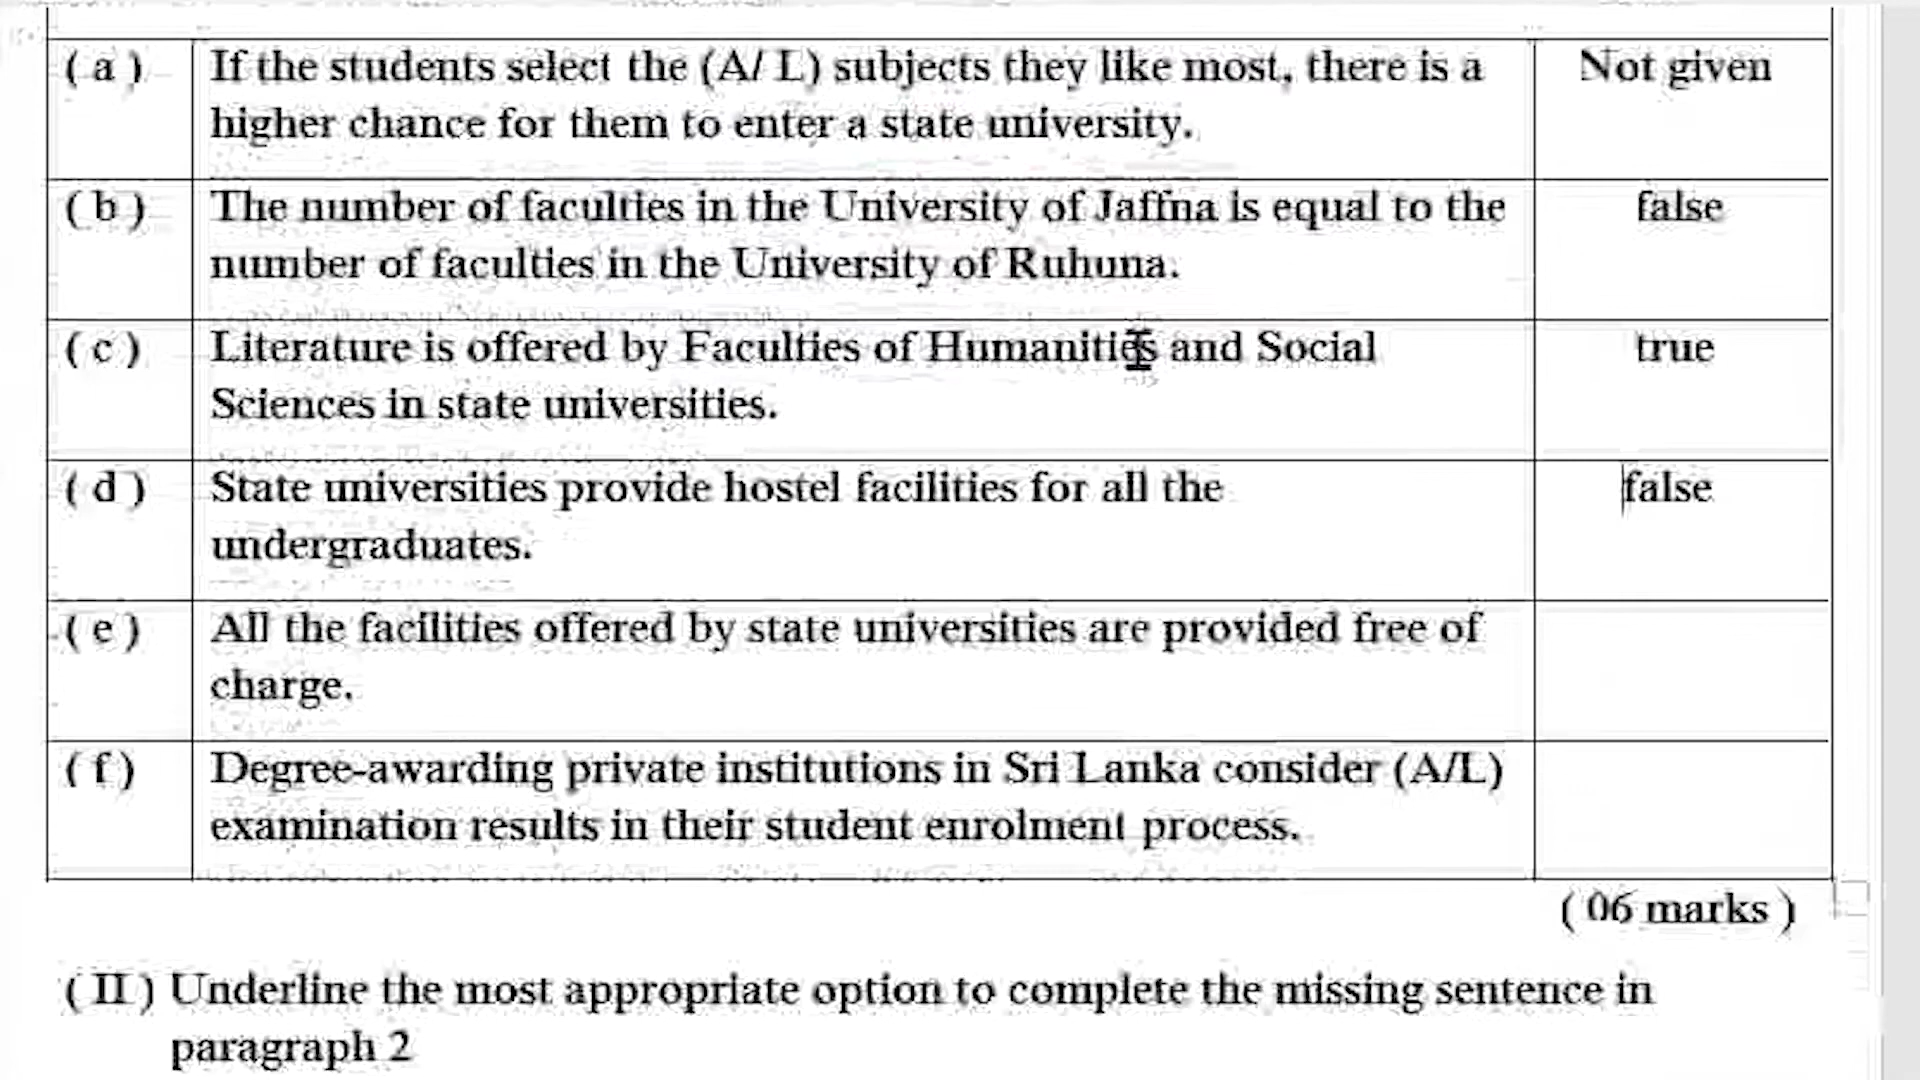 ( a ) If the students select the (A/ L) subjects they like most, there is a Not given
higher chance for them to enter a state university.
( b ) The number of faculties in the University of Jaffna is equal to the false
number of faculties in the University of Ruhuna.
( c ) Literature is offered by Faculties of Humanities and Social true
Sciences in state universities.
( d ) State universities provide hostel facilities for all the false
undergraduates.
( e ) All the facilities offered by state universities are provided free of
charge.
( f ) Degree-awarding private institutions in Sri Lanka consider (A/L)
examination results in their student enrolment process.
( 06 marks )
( II ) Underline the most appropriate option to complete the missing sentence in
paragraph 2